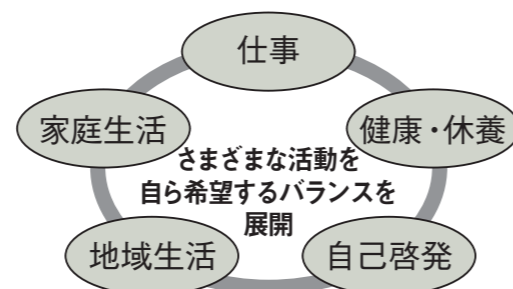 仕事
家庭生活
健康・休養
さまざまな活動を
自ら希望するバランスを
展開
地域生活
自己啓発